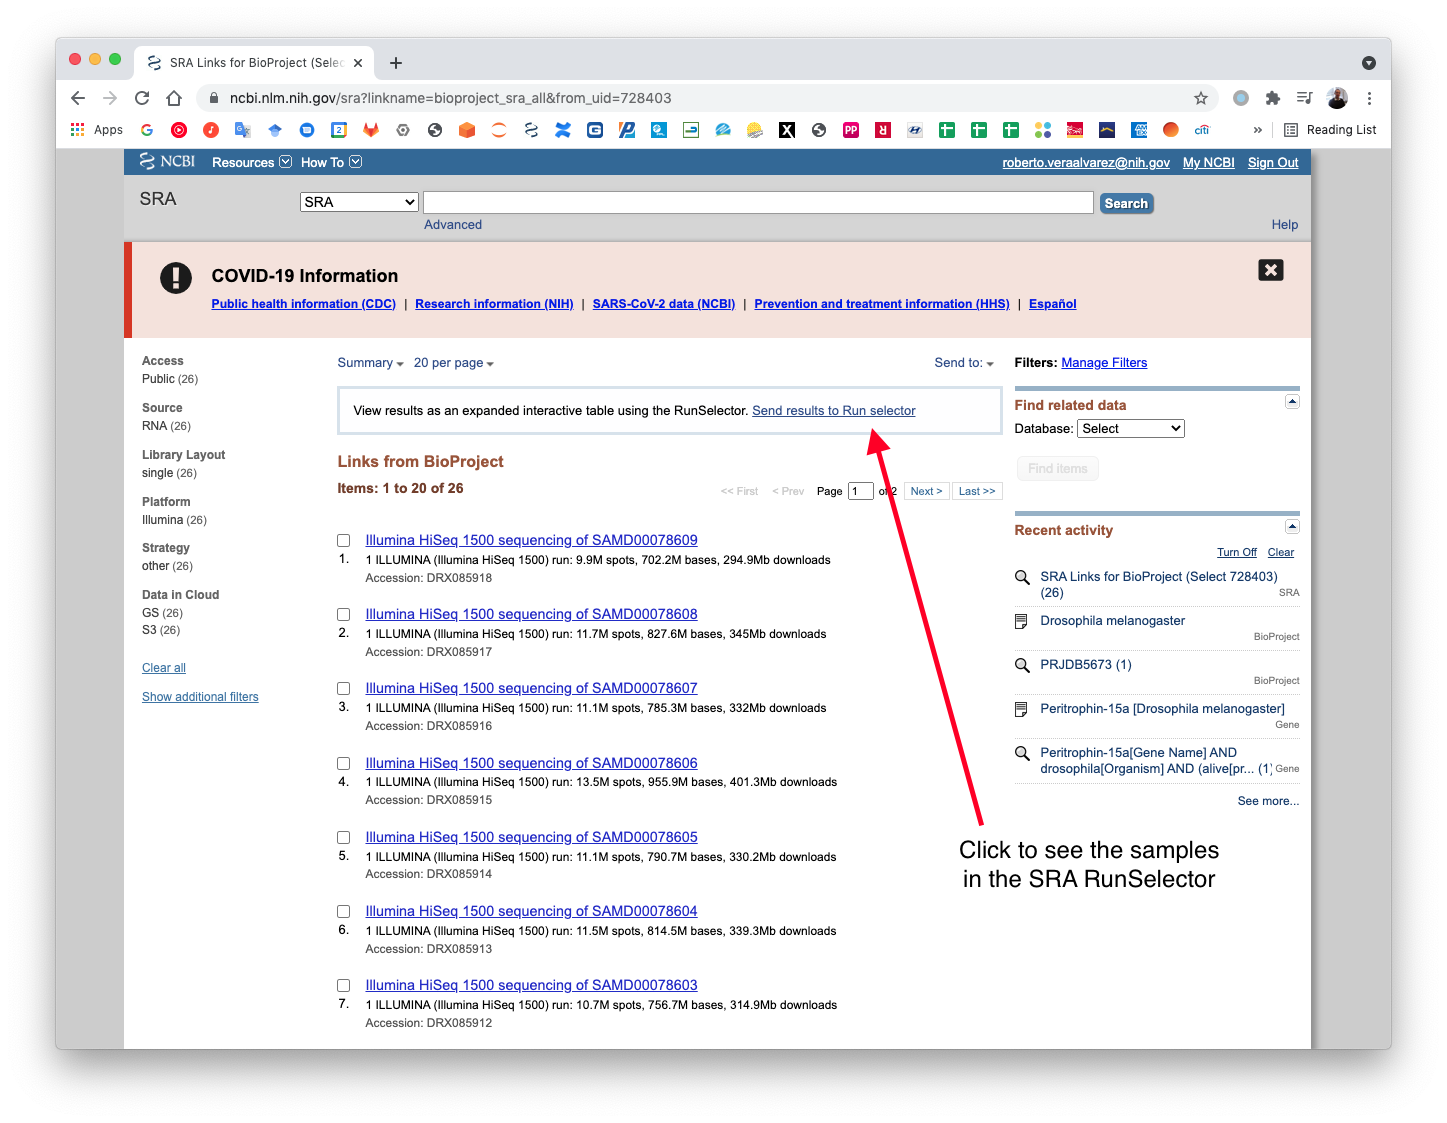 SRA Links for BioProject (Selec
ncbi.nlm.nih.gov/sra?linkname=bioproject_sra_all&from_uid=728403
Apps
Reading List
NCBI Resources How To
roberto.veraalvarez@nih.gov My NCBI Sign Out
SRA
SRA
Search
Advanced
Help
COVID-19 Information
Public health information (CDC) | Research information (NIH) | SARS-CoV-2 data (NCBI) | Prevention and treatment information (HHS) | Español
Access
Public (26)
Source
RNA (26)
Library Layout
single (26)
Platform
Illumina (26)
Strategy
other (26)
Data in Cloud
GS (26)
S3 (26)
Clear all
Show additional filters
Summary 20 per page
Send to:
View results as an expanded interactive table using the RunSelector. Send results to Run selector
Links from BioProject
Items: 1 to 20 of 26
<< First < Prev Page 1 of 2 Next > Last >>
Illumina HiSeq 1500 sequencing of SAMD00078609
1. 1 ILLUMINA (Illumina HiSeq 1500) run: 9.9M spots, 702.2M bases, 294.9Mb downloads
Accession: DRX085918
Illumina HiSeq 1500 sequencing of SAMD00078608
2. 1 ILLUMINA (Illumina HiSeq 1500) run: 11.7M spots, 827.6M bases, 345Mb downloads
Accession: DRX085917
Illumina HiSeq 1500 sequencing of SAMD00078607
3. 1 ILLUMINA (Illumina HiSeq 1500) run: 11.1M spots, 785.3M bases, 332Mb downloads
Accession: DRX085916
Illumina HiSeq 1500 sequencing of SAMD00078606
4. 1 ILLUMINA (Illumina HiSeq 1500) run: 13.5M spots, 955.9M bases, 401.3Mb downloads
Accession: DRX085915
Illumina HiSeq 1500 sequencing of SAMD00078605
5. 1 ILLUMINA (Illumina HiSeq 1500) run: 11.1M spots, 790.7M bases, 330.2Mb downloads
Accession: DRX085914
Illumina HiSeq 1500 sequencing of SAMD00078604
6. 1 ILLUMINA (Illumina HiSeq 1500) run: 11.5M spots, 814.5M bases, 339.3Mb downloads
Accession: DRX085913
Illumina HiSeq 1500 sequencing of SAMD00078603
7. 1 ILLUMINA (Illumina HiSeq 1500) run: 10.7M spots, 756.7M bases, 314.9Mb downloads
Accession: DRX085912
Filters: Manage Filters
Find related data
Database: Select
Find items
Recent activity
Turn Off Clear
SRA Links for BioProject (Select 728403)
(26)
SRA
Drosophila melanogaster
BioProject
PRJDB5673 (1)
BioProject
Peritrophin-15a [Drosophila melanogaster]
Gene
Peritrophin-15a[Gene Name] AND
drosophila[Organism] AND (alive[pr... (1)
Gene
See more...
Click to see the samples
in the SRA RunSelector